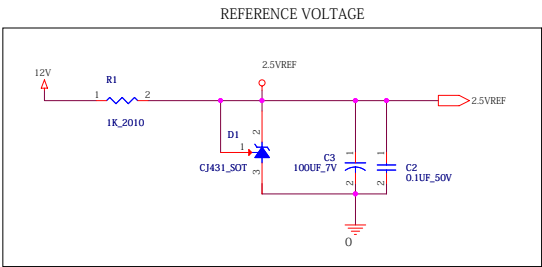 REFERENCE VOLTAGE
12V
R1
1 2
1K_2010
2.5VREF
2.5VREF
D1
1
2
3
CJ431_SOT
C3
100UF_7V
1
2
1
2
C2
0.1UF_50V
0